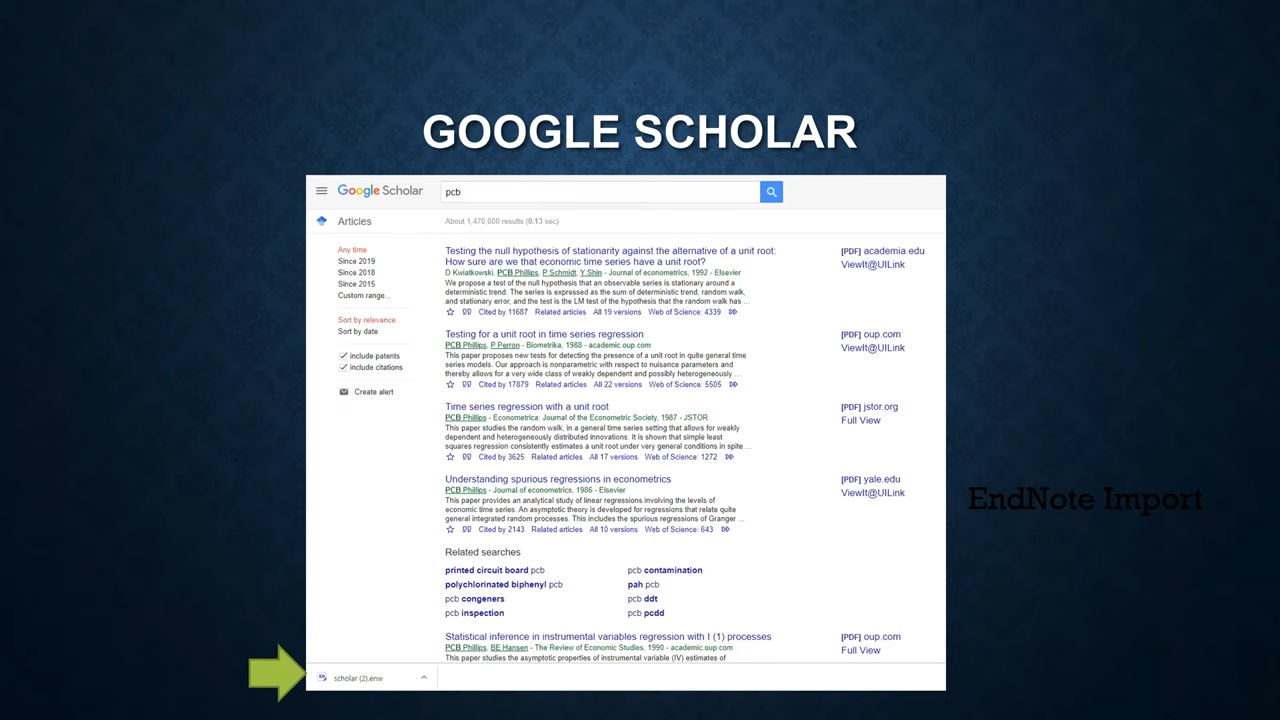 GOOGLE SCHOLAR
Google Scholar
pcb
Articles
About 1,470,000 results (0.13 sec)
Any time
Since 2019
Since 2018
Since 2015
Custom range...
Sort by relevance
Sort by date
include patents
include citations
Create alert
Testing the null hypothesis of stationarity against the alternative of a unit root:
How sure are we that economic time series have a unit root?
D Kwiatkowski, PCB Phillips, P Schmidt, Y Shin - Journal of econometrics, 1992 - Elsevier
We propose a test of the null hypothesis that an observable series is stationary around a
deterministic trend. The series is expressed as the sum of deterministic trend, random walk,
and stationary error, and the test is the LM test of the hypothesis that the random walk has ...
Cited by 11687 Related articles All 19 versions Web of Science: 4339
[PDF] academia.edu
ViewIt@UILink
Testing for a unit root in time series regression
PCB Phillips, P Perron - Biometrika, 1988 - academic.oup.com
This paper proposes new tests for detecting the presence of a unit root in quite general time
series models. Our approach is nonparametric with respect to nuisance parameters and
thereby allows for a very wide class of weakly dependent and possibly heterogeneously ...
Cited by 17879 Related articles All 22 versions Web of Science: 5505
[PDF] oup.com
ViewIt@UILink
Time series regression with a unit root
PCB Phillips - Econometrica: Journal of the Econometric Society, 1987 - JSTOR
This paper studies the random walk, in a general time series setting that allows for weakly
dependent and heterogeneously distributed innovations. It is shown that simple least
squares regression consistently estimates a unit root under very general conditions in spite ...
Cited by 3625 Related articles All 17 versions Web of Science: 1272
[PDF] jstor.org
Full View
Understanding spurious regressions in econometrics
PCB Phillips - Journal of econometrics, 1986 - Elsevier
This paper provides an analytical study of linear regressions involving the levels of
economic time series. An asymptotic theory is developed for regressions that relate quite
general integrated random processes. This includes the spurious regressions of Granger ...
Cited by 2143 Related articles All 10 versions Web of Science: 643
[PDF] yale.edu
ViewIt@UILink
EndNote Import
Related searches
printed circuit board pcb
polychlorinated biphenyl pcb
pcb congeners
pcb inspection
pcb contamination
pah pcb
pcb ddt
pcb pcdd
Statistical inference in instrumental variables regression with I (1) processes
PCB Phillips, BE Hansen - The Review of Economic Studies, 1990 - academic.oup.com
This paper studies the asymptotic properties of instrumental variable (IV) estimates of
[PDF] oup.com
Full View
scholar (2).enw